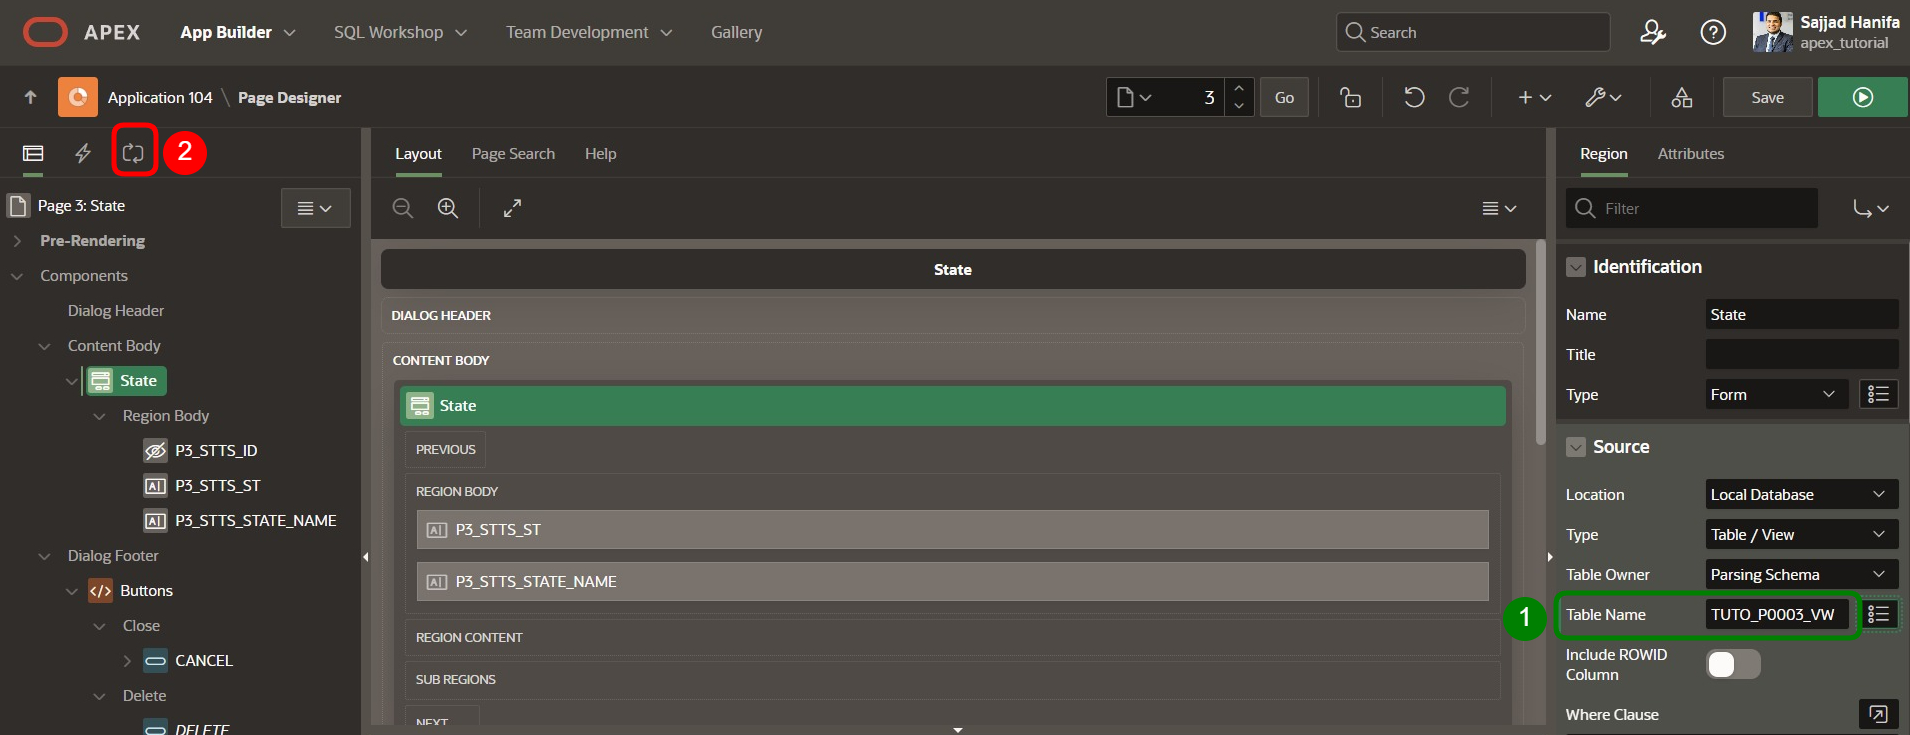 APEX
App Builder
SQL Workshop
Team Development
Gallery
Search
Sajjad Hanifa
apex_tutorial
Application 104 \ Page Designer
3
Go
Save
2
Page 3: State
Pre-Rendering
Components
Dialog Header
Content Body
State
Region Body
P3_STTS_ID
P3_STTS_ST
P3_STTS_STATE_NAME
Dialog Footer
Buttons
Close
CANCEL
Delete
DELETE
Layout
Page Search
Help
State
DIALOG HEADER
CONTENT BODY
State
PREVIOUS
REGION BODY
P3_STTS_ST
P3_STTS_STATE_NAME
REGION CONTENT
SUB REGIONS
NEXT
Region
Attributes
Filter
Identification
Name
State
Title
Type
Form
Source
Location
Local Database
Type
Table / View
Table Owner
Parsing Schema
1
Table Name
TUTO_P0003_VW
Include ROWID
Column
Where Clause